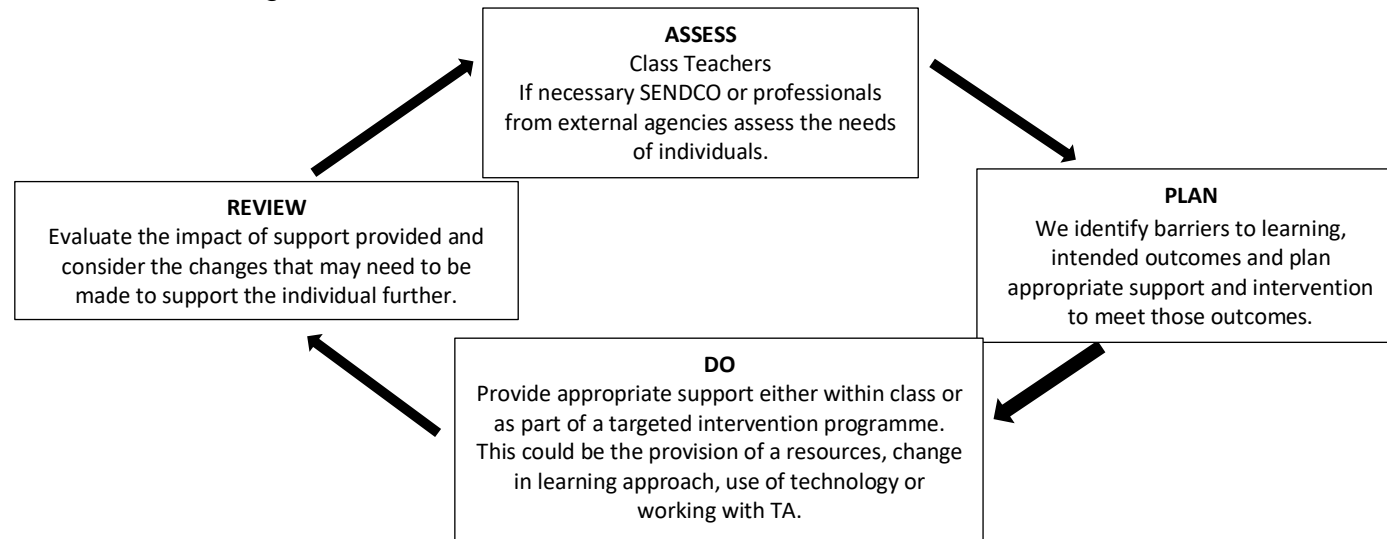 ASSESS
Class Teachers
If necessary SENDCO or professionals
from external agencies assess the needs
of individuals.
PLAN
We identify barriers to learning,
intended outcomes and plan
appropriate support and intervention
to meet those outcomes.
DO
Provide appropriate support either within class or
as part of a targeted intervention programme.
This could be the provision of a resources, change
in learning approach, use of technology or
working with TA.
REVIEW
Evaluate the impact of support provided and
consider the changes that may need to be
made to support the individual further.